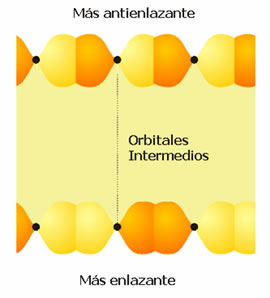 Más antienlazante
Orbitales
Intermedios
Más enlazante